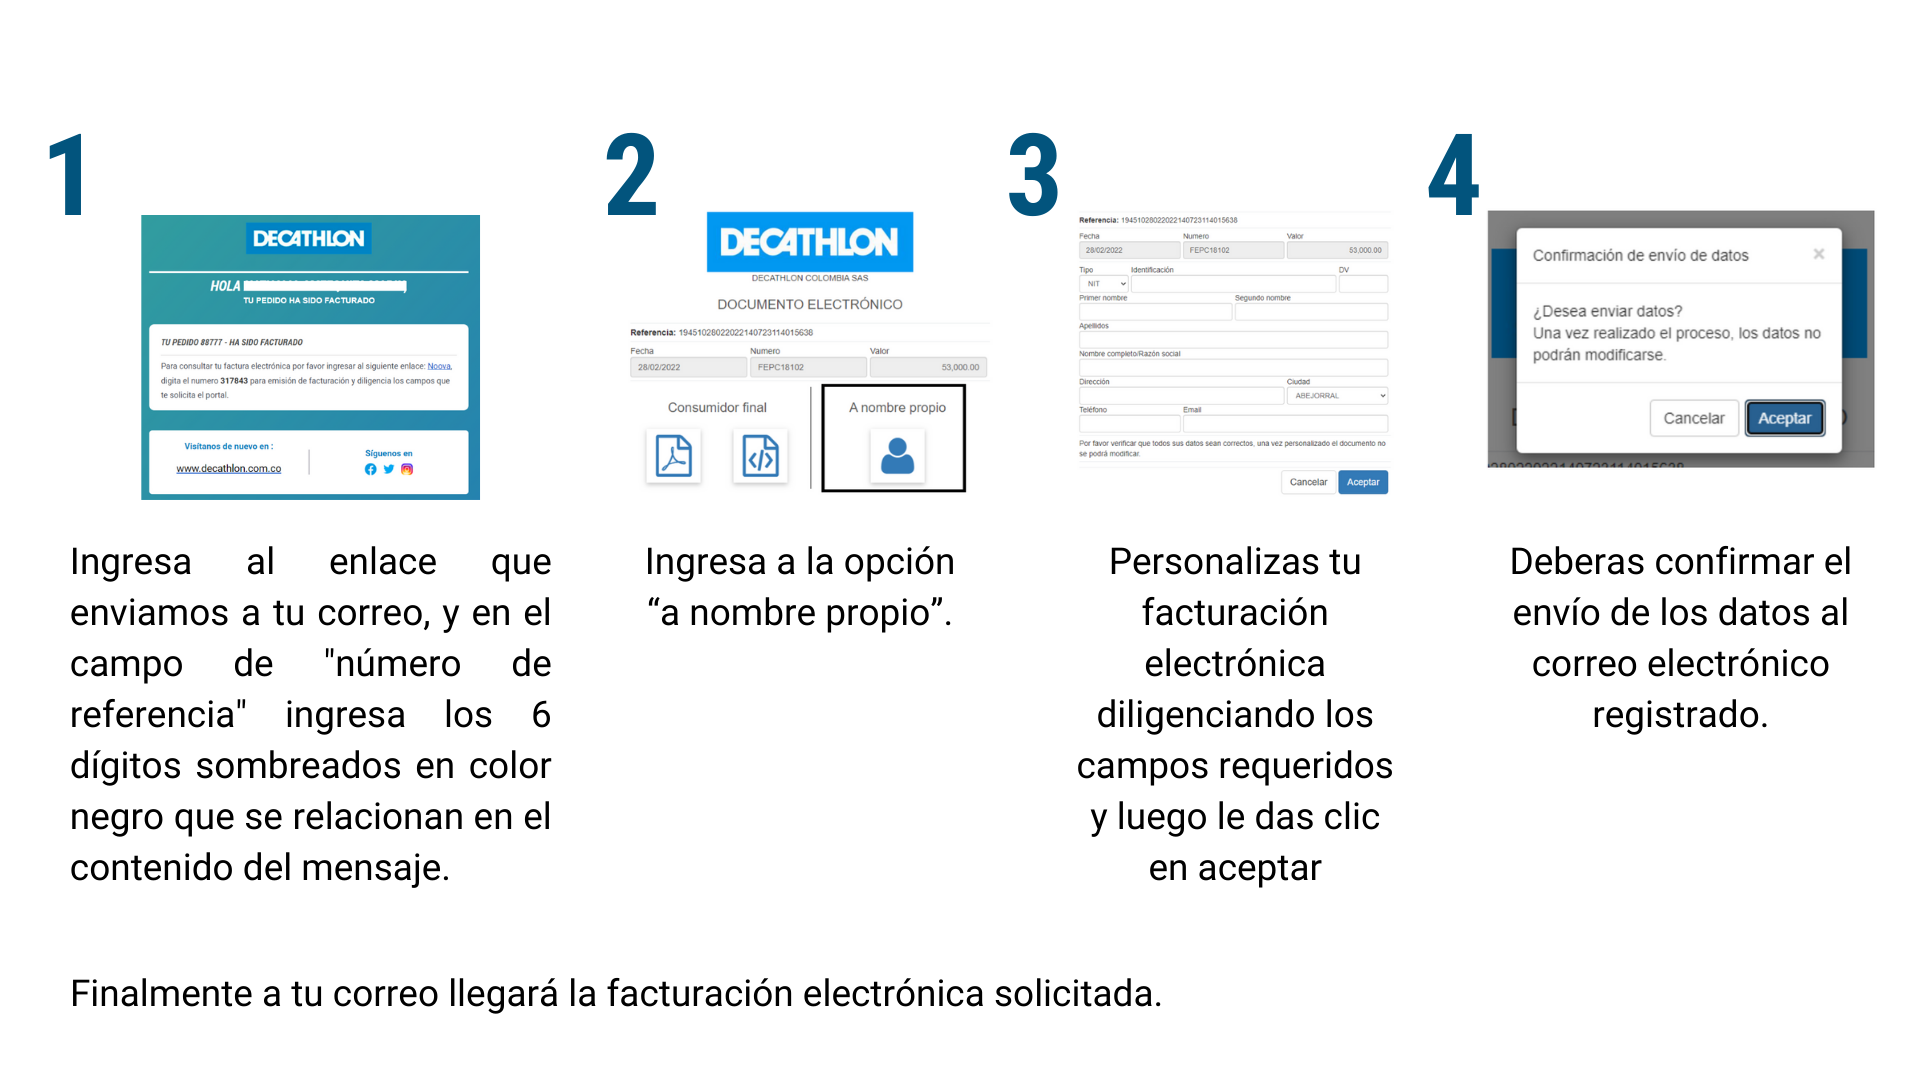 1
DECATHLON
HOLA
TU PEDIDO HA SIDO FACTURADO
TU PEDIDO 88777 - HA SIDO FACTURADO
Para consultar tu factura electrónica por favor ingresar al siguiente enlace: Noova,
digita el numero 317843 para emisión de facturación y diligencia los campos que
te solicita el portal.
Visítanos de nuevo en :
www.decathlon.com.co
Síguenos en
Ingresa al enlace que
enviamos a tu correo, y en el
campo de "número de
referencia" ingresa los 6
dígitos sombreados en color
negro que se relacionan en el
contenido del mensaje.
2
DECATHLON
DECATHLON COLOMBIA SAS
DOCUMENTO ELECTRÓNICO
Referencia: 19451028022022140723114015638
Fecha Numero Valor
28/02/2022 FEPC18102 53,000.00
Consumidor final
A nombre propio
Ingresa a la opción
“a nombre propio”.
3
Referencia: 19451028022022140723114015638
Fecha Numero Valor
28/02/2022 FEPC18102 53,000.00
Tipo Identificación DV
NIT
Primer nombre Segundo nombre
Apellidos
Nombre completo/Razón social
Dirección Ciudad
ABEJORRAL
Teléfono Email
Por favor verificar que todos sus datos sean correctos, una vez personalizado el documento no
se podrá modificar.
Cancelar Aceptar
Personalizas tu
facturación
electrónica
diligenciando los
campos requeridos
y luego le das clic
en aceptar
4
Confirmación de envío de datos ×
¿Desea enviar datos?
Una vez realizado el proceso, los datos no
podrán modificarse.
Cancelar Aceptar
Deberas confirmar el
envío de los datos al
correo electrónico
registrado.
Finalmente a tu correo llegará la facturación electrónica solicitada.